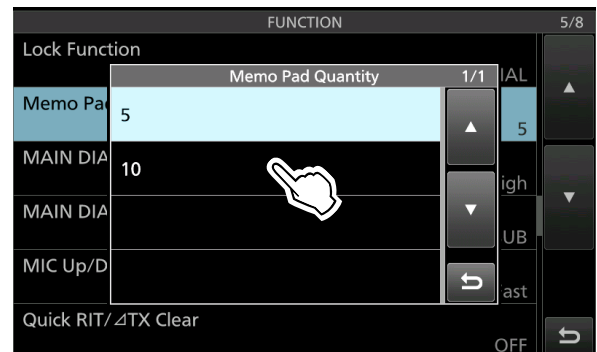 FUNCTION 5/8
Lock Function
IAL
Memo Pad Quantity 1/1
Memo Pa
5
5
MAIN DIA
10
igh
MAIN DIA
UB
MIC Up/D
ast
Quick RIT/⊿TX Clear
OFF